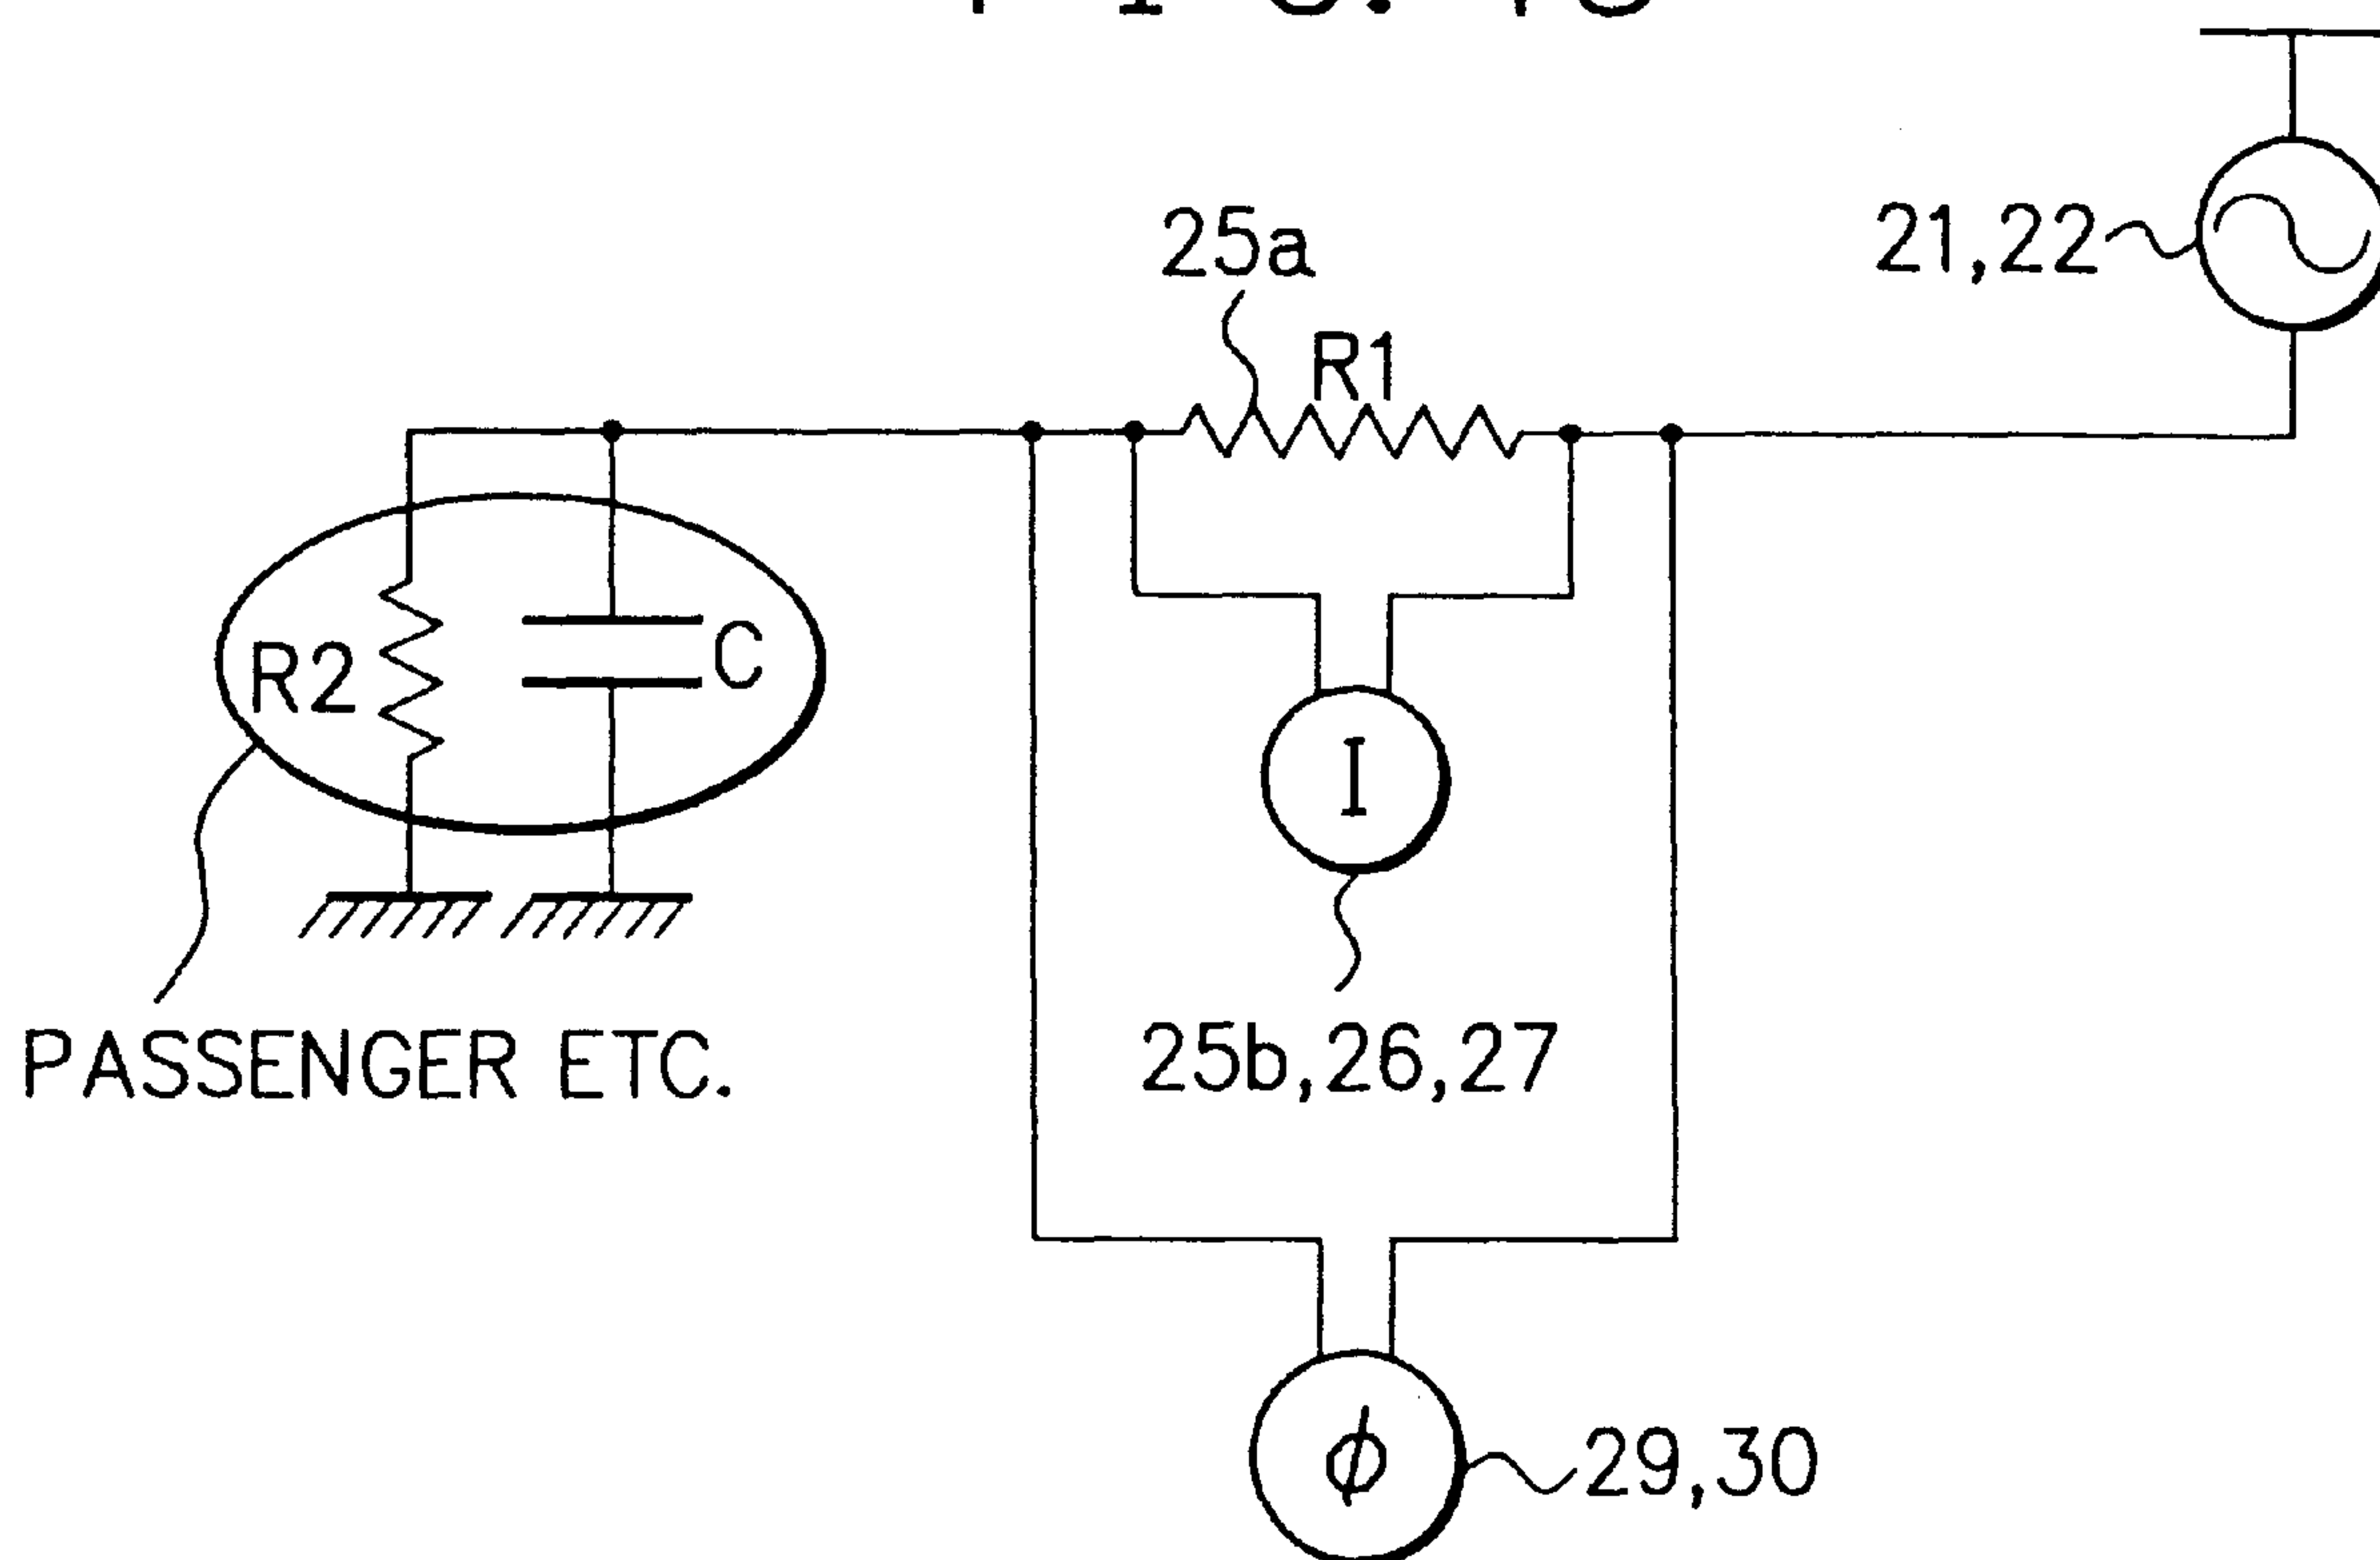 25a
21,22
R1
R2
C
I
PASSENGER ETC.
25b,26,27
ϕ
29,30